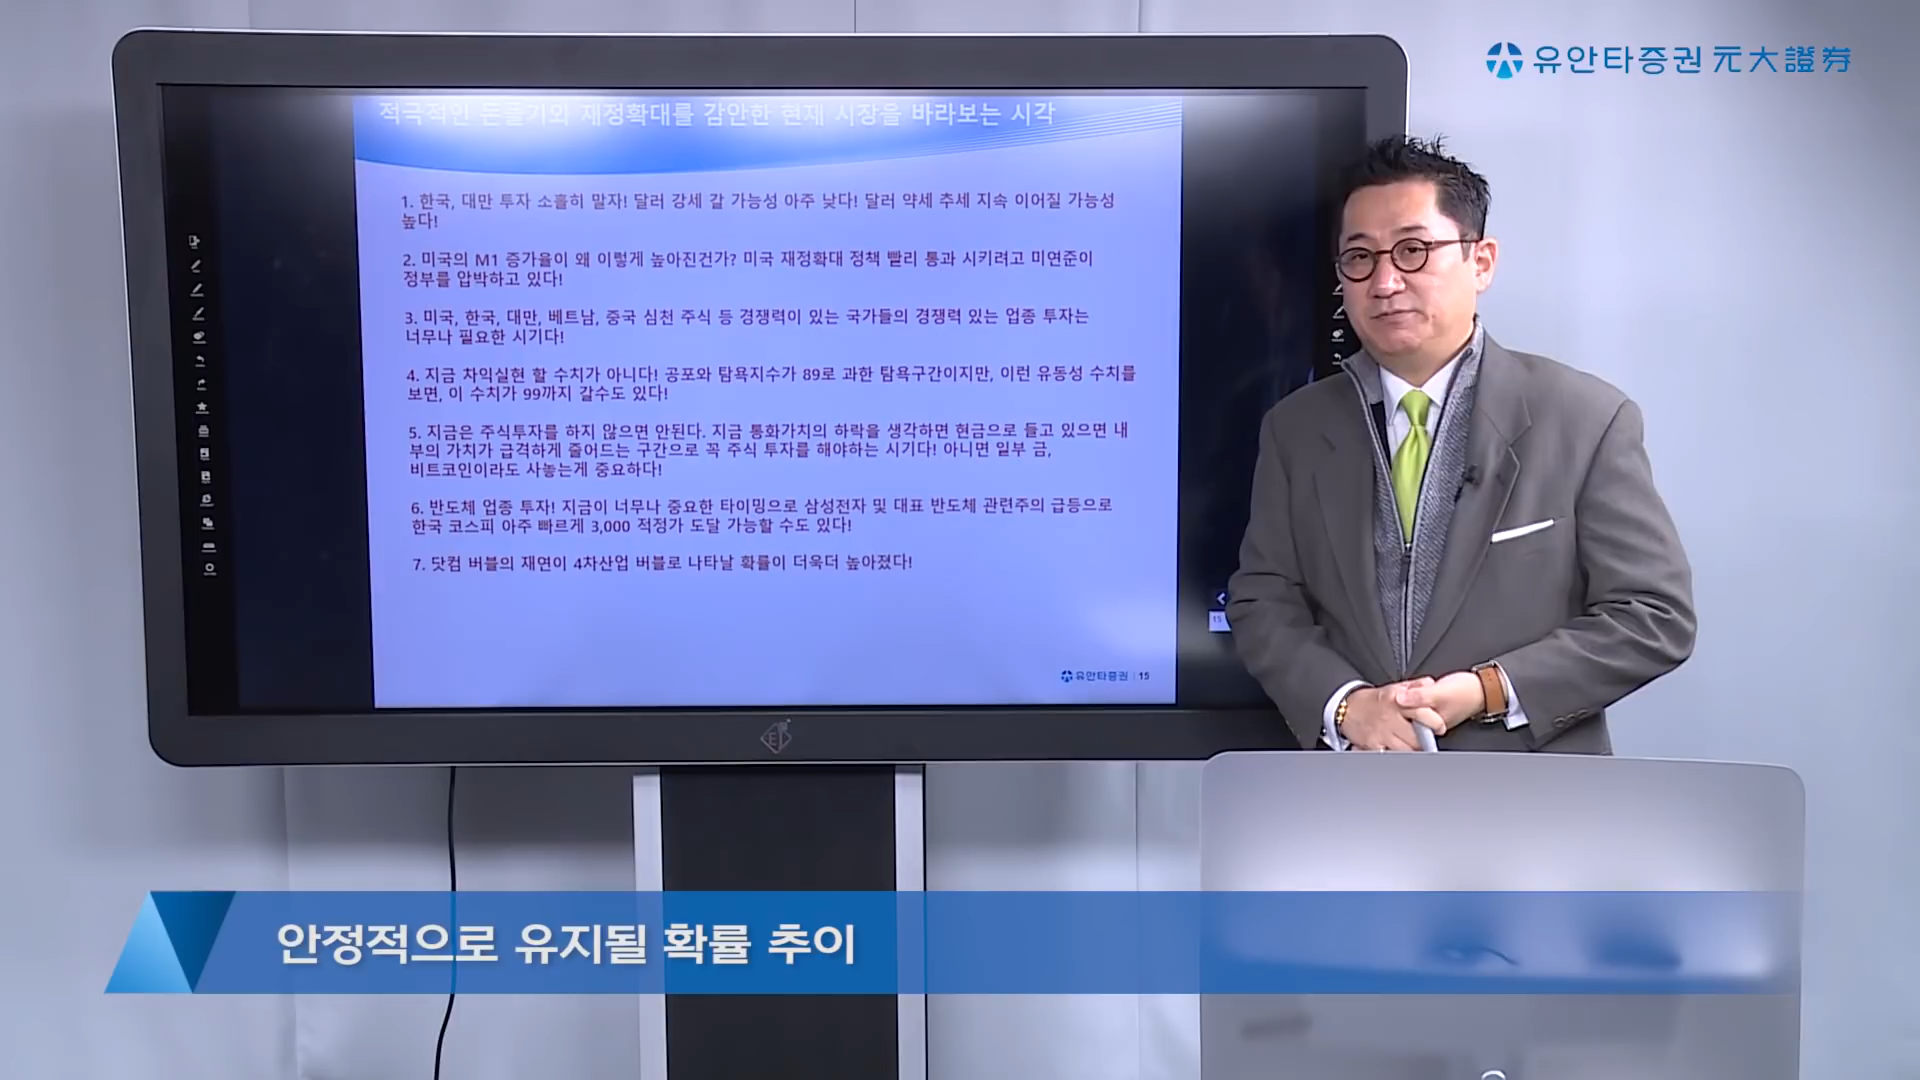 유안타증권 元大證券
적극적인 돈풀기와 재정확대를 감안한 현재 시장을 바라보는 시각
1. 한국, 대만 투자 소홀히 말자! 달러 강세 갈 가능성 아주 낮다! 달러 약세 추세 지속 이어질 가능성
높다!
2. 미국의 M1 증가율이 왜 이렇게 높아진건가? 미국 재정확대 정책 빨리 통과 시키려고 미연준이
정부를 압박하고 있다!
3. 미국, 한국, 대만, 베트남, 중국 심천 주식 등 경쟁력이 있는 국가들의 경쟁력 있는 업종 투자는
너무나 필요한 시기다!
4. 지금 차익실현 할 수치가 아니다! 공포와 탐욕지수가 89로 과한 탐욕구간이지만, 이런 유동성 수치를
보면, 이 수치가 99까지 갈수도 있다!
5. 지금은 주식투자를 하지 않으면 안된다. 지금 통화가치의 하락을 생각하면 현금으로 들고 있으면 내
부의 가치가 급격하게 줄어드는 구간으로 꼭 주식 투자를 해야하는 시기다! 아니면 일부 금,
비트코인이라도 사놓는게 중요하다!
6. 반도체 업종 투자! 지금이 너무나 중요한 타이밍으로 삼성전자 및 대표 반도체 관련주의 급등으로
한국 코스피 아주 빠르게 3,000 적정가 도달 가능할 수도 있다!
7. 닷컴 버블의 재연이 4차산업 버블로 나타날 확률이 더욱더 높아졌다!
15
유안타증권 | 15
안정적으로 유지될 확률 추이